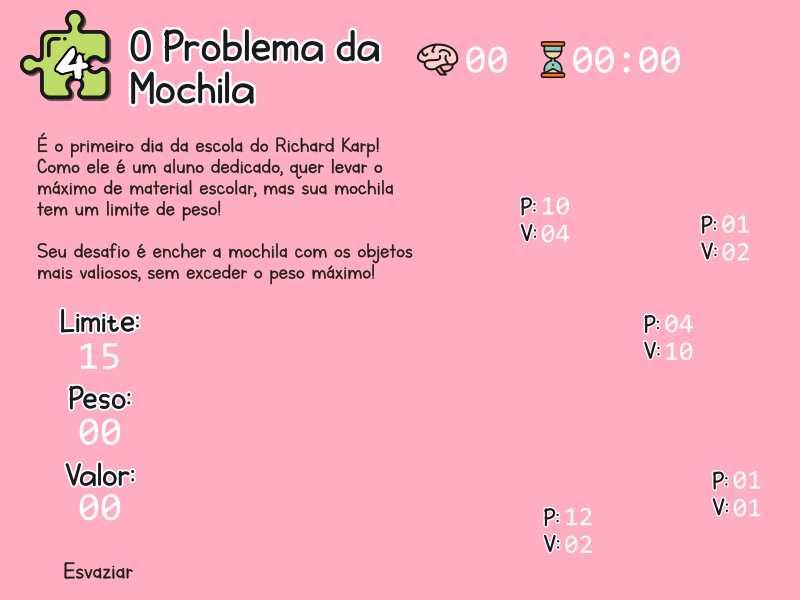 4
O Problema da
Mochila
00
00:00
É o primeiro dia da escola do Richard Karp!
Como ele é um aluno dedicado, quer levar o
máximo de material escolar, mas sua mochila
tem um limite de peso!
Seu desafio é encher a mochila com os objetos
mais valiosos, sem exceder o peso máximo!
Limite:
15
Peso:
00
Valor:
00
Esvaziar
P: 10
V: 04
P: 01
V: 02
P: 04
V: 10
P: 01
V: 01
P: 12
V: 02